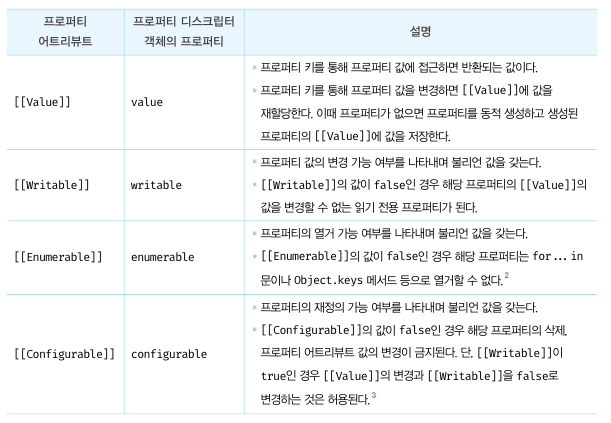 프로퍼티 어트리뷰트
프로퍼티 디스크립터 객체의 프로퍼티
설명
[[Value]]
value
• 프로퍼티 키를 통해 프로퍼티 값에 접근하면 반환되는 값이다.
• 프로퍼티 키를 통해 프로퍼티 값을 변경하면 [[Value]]에 값을
재할당한다. 이때 프로퍼티가 없으면 프로퍼티를 동적 생성하고 생성된
프로퍼티의 [[Value]]에 값을 저장한다.
[[Writable]]
writable
• 프로퍼티 값의 변경 가능 여부를 나타내며 불리언 값을 갖는다.
• [[Writable]]의 값이 false인 경우 해당 프로퍼티의 [[Value]]의
값을 변경할 수 없는 읽기 전용 프로퍼티가 된다.
[[Enumerable]]
enumerable
• 프로퍼티의 열거 가능 여부를 나타내며 불리언 값을 갖는다.
• [[Enumerable]]의 값이 false인 경우 해당 프로퍼티는 for...in
문이나 Object.keys 메서드 등으로 열거할 수 없다.2
[[Configurable]]
configurable
• 프로퍼티의 재정의 가능 여부를 나타내며 불리언 값을 갖는다.
• [[Configurable]]의 값이 false인 경우 해당 프로퍼티의 삭제,
프로퍼티 어트리뷰트 값의 변경이 금지된다. 단, [[Writable]]이
true인 경우 [[Value]]의 변경과 [[Writable]]을 false로
변경하는 것은 허용된다.3